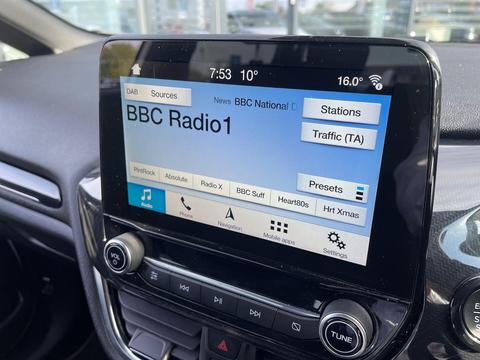 7:53 10° 16.0°
DAB Sources News BBC National D
Stations
BBC Radio1
Traffic (TA)
Presets
PlntRock Absolute Radio X BBC Suff Heart80s Hrt Xmas
Radio Phone Navigation Mobile apps Settings
VOL
TUNE